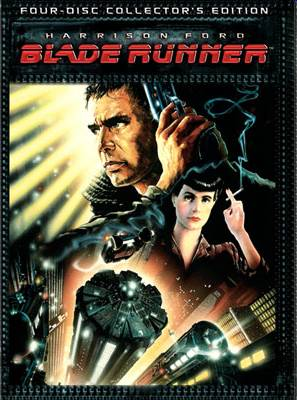 FOUR-DISC COLLECTOR'S EDITION
HARRISON FORD
BLADE RUNNER